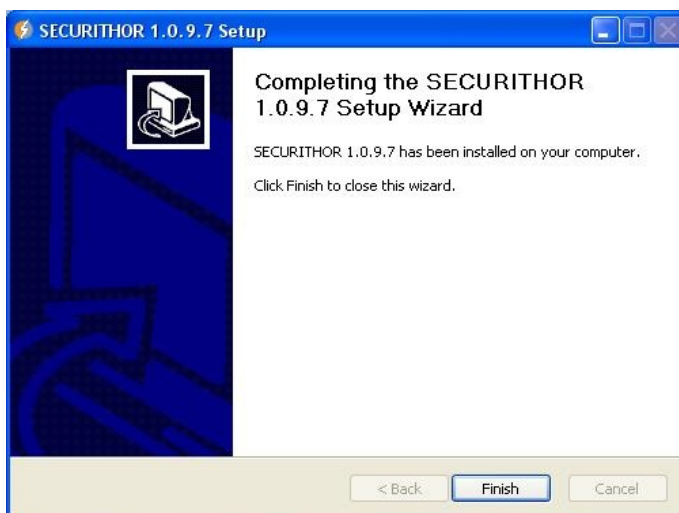 SECURITHOR 1.0.9.7 Setup
Completing the SECURITHOR
1.0.9.7 Setup Wizard
SECURITHOR 1.0.9.7 has been installed on your computer.
Click Finish to close this wizard.
< Back Finish Cancel